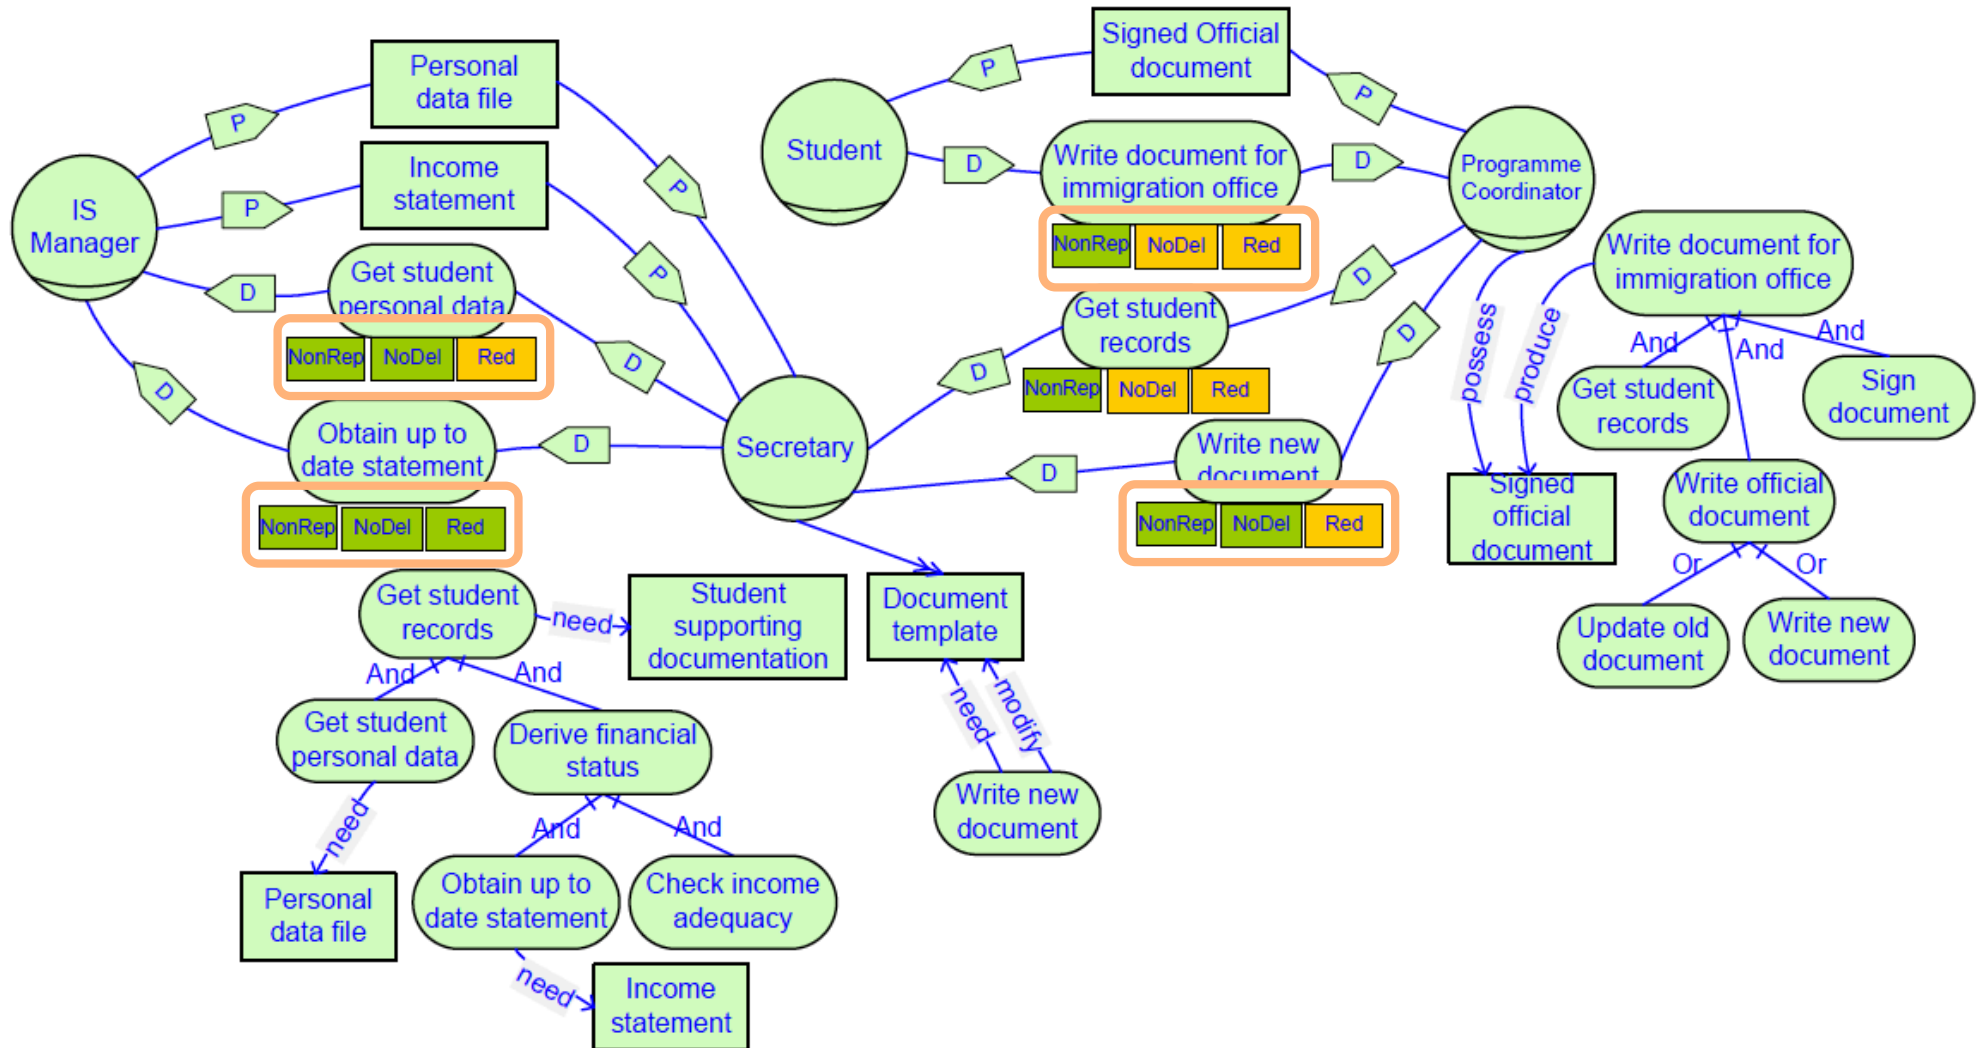 Personal
data file
P
Income
statement
P
IS
Manager
P
P
Get student
personal data
D
D
NonRep
NoDel
Red
D
Obtain up to
date statement
D
NonRep
NoDel
Red
Secretary
Signed Official
document
P
P
Student
D
Write document for
immigration office
D
Programme
Coordinator
NonRep
NoDel
Red
D
Get student
records
D
NonRep
NoDel
Red
D
Write new
document
D
NonRep
NoDel
Red
possess
produce
Write document for
immigration office
And
And
And
Get student
records
Sign
document
Signed
official
document
Write official
document
Or
Or
Update old
document
Write new
document
Get student
records
need
Student
supporting
documentation
And
And
Get student
personal data
Derive financial
status
need
And
And
Personal
data file
Obtain up to
date statement
Check income
adequacy
need
Income
statement
Document
template
need
modify
Write new
document